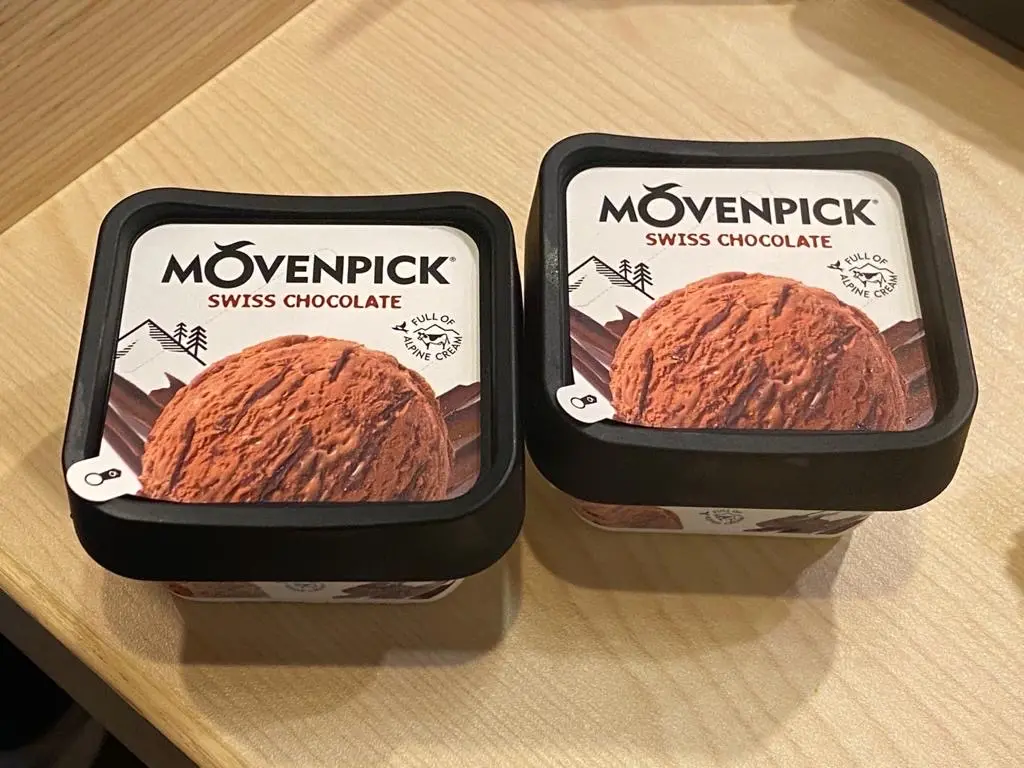 MÖVENPICK®
SWISS CHOCOLATE
FULL OF
ALPINE CREAM
MÖVENPICK®
SWISS CHOCOLATE
FULL OF
ALPINE CREAM